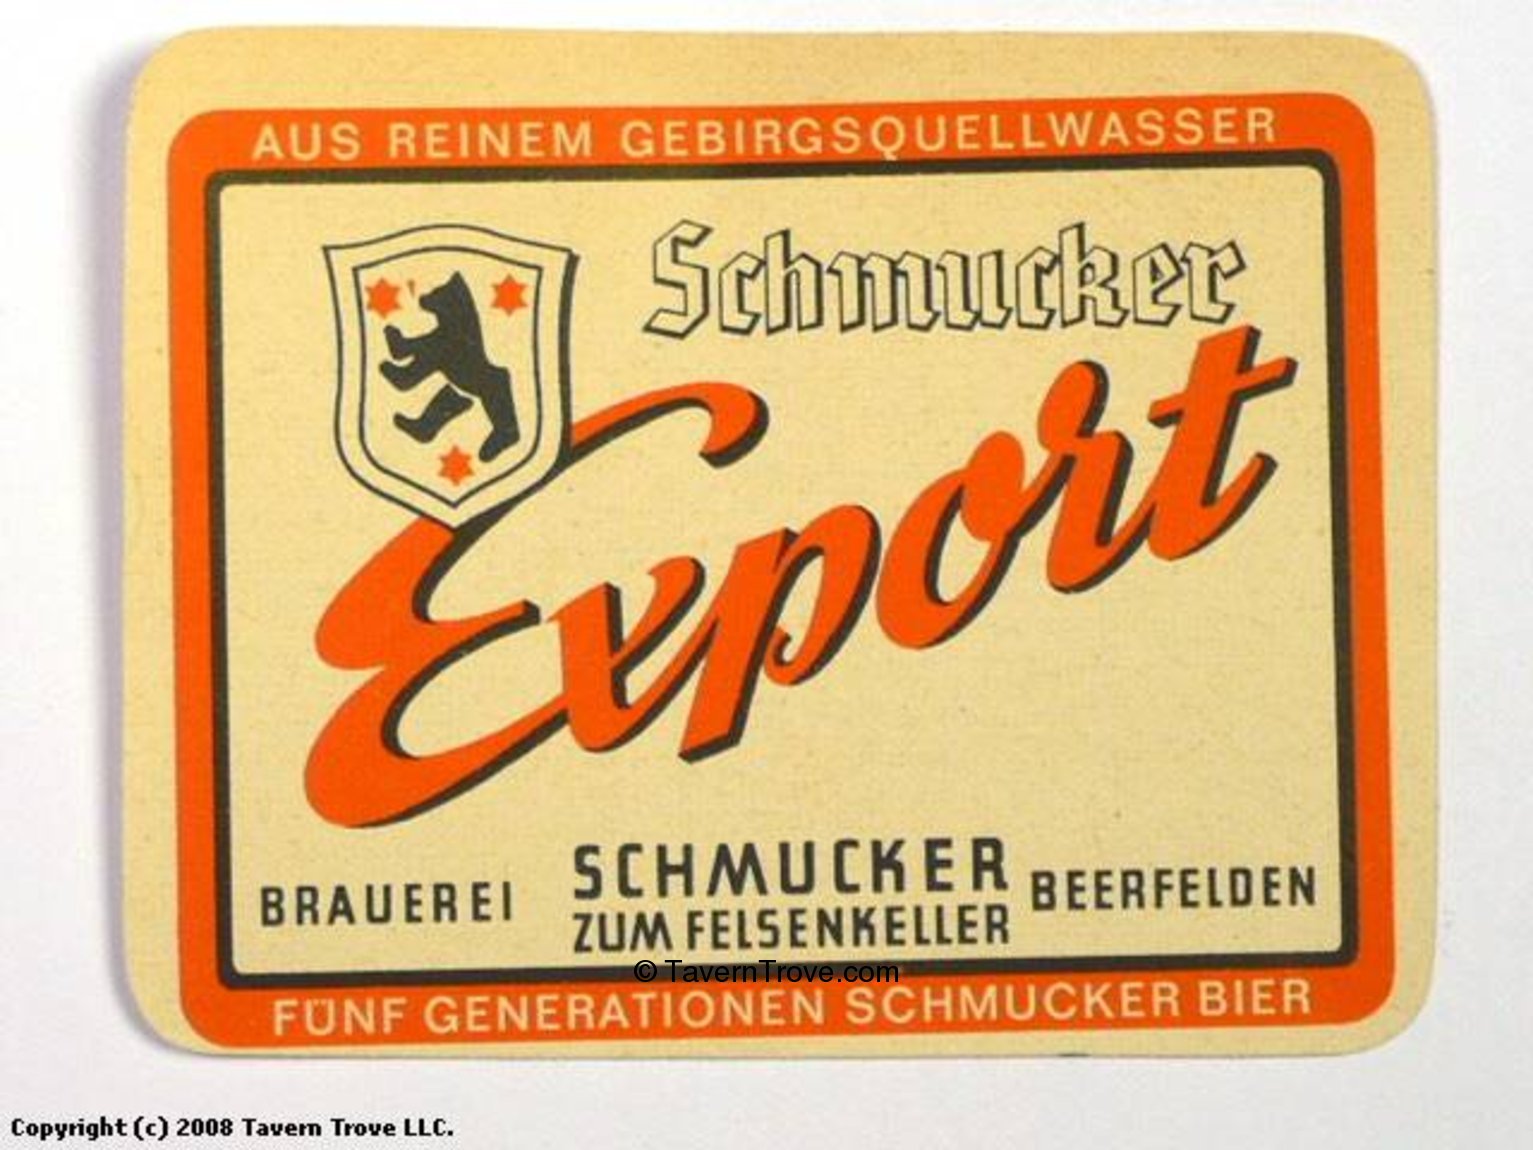 AUS REINEM GEBIRGSQUELLWASSER
Schmucker
Export
BRAUEREI
SCHMUCKER
ZUM FELSENKELLER
BEERFELDEN
© TavernTrove.com
FÜNF GENERATIONEN SCHMUCKER BIER
Copyright (c) 2008 Tavern Trove LLC.